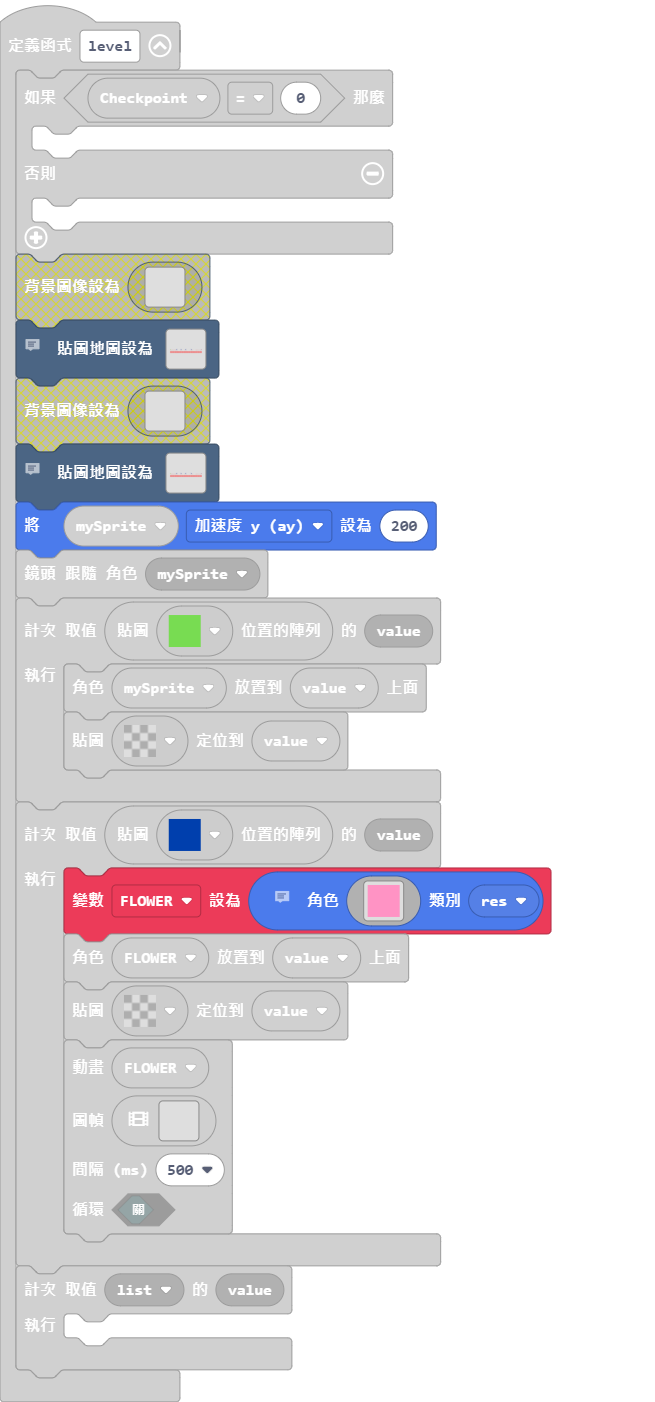 定義函式 level
如果 Checkpoint = 0 那麼
否則
背景圖像設為
貼圖地圖設為
背景圖像設為
貼圖地圖設為
將 mySprite 加速度 y (ay) 設為 200
鏡頭 跟隨 角色 mySprite
計次 取值 貼圖 位置的陣列 的 value
執行
角色 mySprite 放置到 value 上面
貼圖 定位到 value
計次 取值 貼圖 位置的陣列 的 value
執行
變數 FLOWER 設為 角色 類別 res
角色 FLOWER 放置到 value 上面
貼圖 定位到 value
動畫 FLOWER
圖幀
間隔 (ms) 500
循環 關
計次 取值 list 的 value
執行